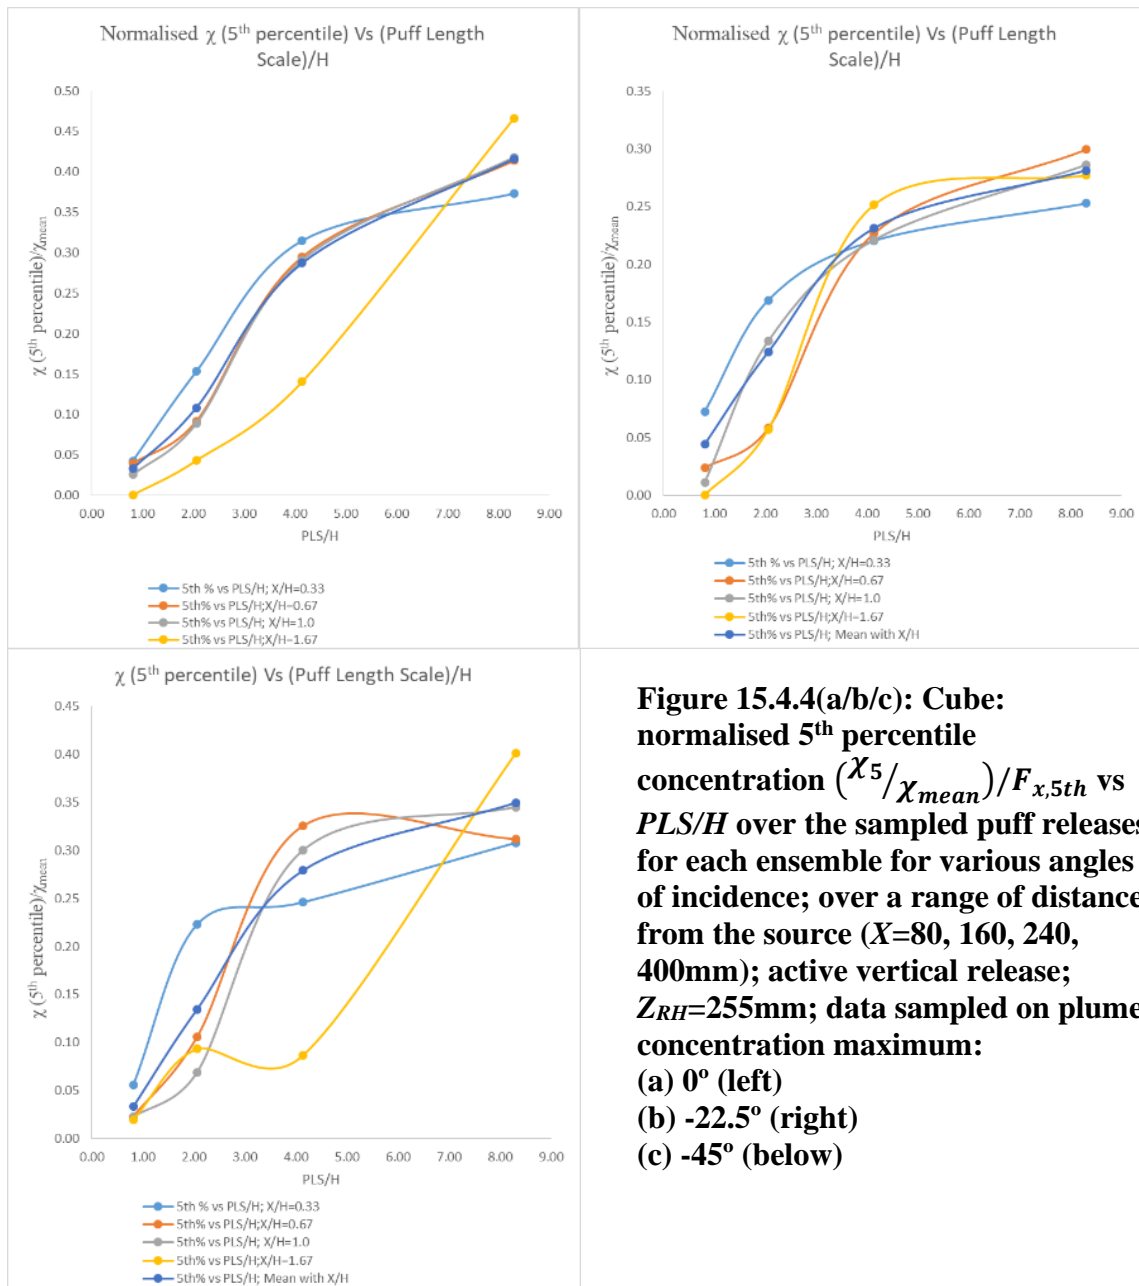 Normalised χ (5th percentile) Vs (Puff Length
Scale)/H
0.50
0.45
0.40
0.35
0.30
0.25
0.20
0.15
0.10
0.05
0.00
χ (5th percentile)/χmean
0.00 1.00 2.00 3.00 4.00 5.00 6.00 7.00 8.00 9.00
PLS/H
5th % vs PLS/H; X/H=0.33
5th% vs PLS/H;X/H=0.67
5th% vs PLS/H; X/H=1.0
5th% vs PLS/H;X/H=1.67
Normalised χ (5th percentile) Vs (Puff Length
Scale)/H
0.35
0.30
0.25
0.20
0.15
0.10
0.05
0.00
χ (5th percentile)/χmean
0.00 1.00 2.00 3.00 4.00 5.00 6.00 7.00 8.00 9.00
PLS/H
5th % vs PLS/H; X/H=0.33
5th% vs PLS/H;X/H=0.67
5th% vs PLS/H; X/H=1.0
5th% vs PLS/H;X/H=1.67
5th% vs PLS/H; Mean with X/H
χ (5th percentile) Vs (Puff Length Scale)/H
0.45
0.40
0.35
0.30
0.25
0.20
0.15
0.10
0.05
0.00
χ (5th percentile)/χmean
0.00 1.00 2.00 3.00 4.00 5.00 6.00 7.00 8.00 9.00
PLS/H
5th % vs PLS/H; X/H=0.33
5th% vs PLS/H;X/H=0.67
5th% vs PLS/H; X/H=1.0
5th% vs PLS/H;X/H=1.67
5th% vs PLS/H; Mean with X/H
Figure 15.4.4(a/b/c): Cube:
normalised 5th percentile
concentration (χ5/χmean)/Fx,5th vs
PLS/H over the sampled puff releases
for each ensemble for various angles
of incidence; over a range of distance
from the source (X=80, 160, 240,
400mm); active vertical release;
ZRH=255mm; data sampled on plume
concentration maximum:
(a) 0º (left)
(b) -22.5º (right)
(c) -45º (below)